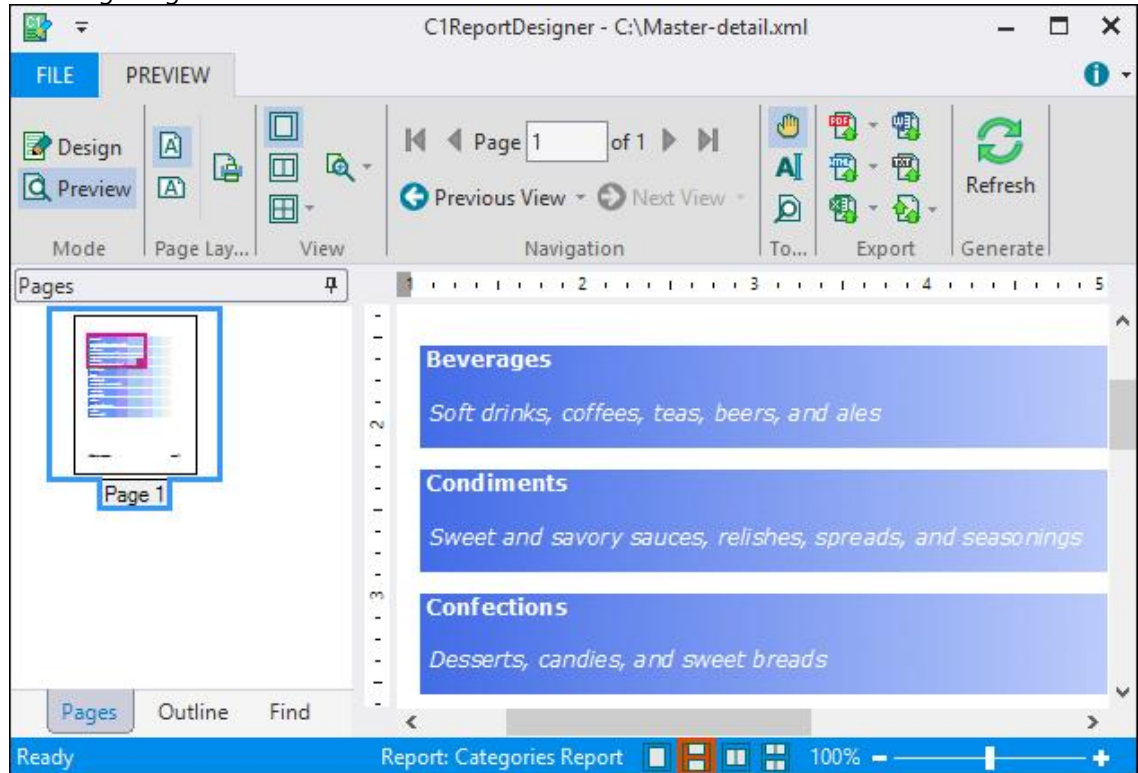 C1ReportDesigner - C:\Master-detail.xml
FILE PREVIEW
Design
Preview
Page 1 of 1
Previous View Next View
Refresh
Mode Page Lay... View Navigation To... Export Generate
Pages
1 2 3 4 5
Page 1
2
3
Beverages
Soft drinks, coffees, teas, beers, and ales
Condiments
Sweet and savory sauces, relishes, spreads, and seasonings
Confections
Desserts, candies, and sweet breads
Pages Outline Find
Ready Report: Categories Report 100%